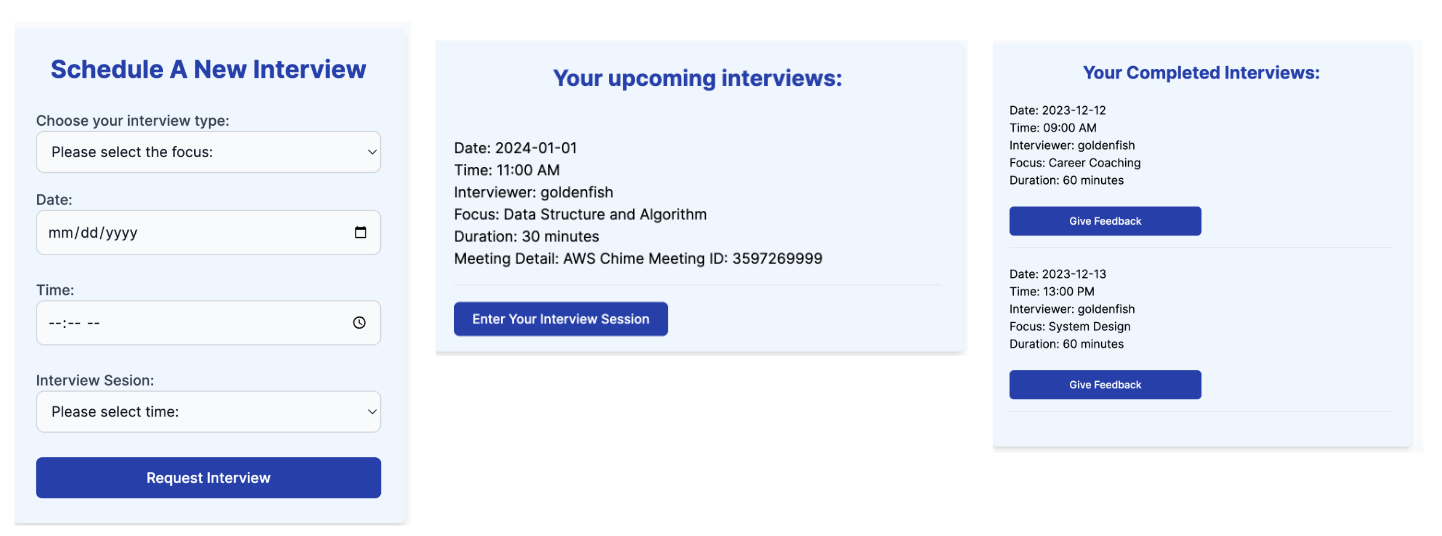 Schedule A New Interview
Choose your interview type:
Please select the focus:
Date:
mm/dd/yyyy
Time:
--:-- --
Interview Sesion:
Please select time:
Request Interview
Your upcoming interviews:
Date: 2024-01-01
Time: 11:00 AM
Interviewer: goldenfish
Focus: Data Structure and Algorithm
Duration: 30 minutes
Meeting Detail: AWS Chime Meeting ID: 3597269999
Enter Your Interview Session
Your Completed Interviews:
Date: 2023-12-12
Time: 09:00 AM
Interviewer: goldenfish
Focus: Career Coaching
Duration: 60 minutes
Give Feedback
Date: 2023-12-13
Time: 13:00 PM
Interviewer: goldenfish
Focus: System Design
Duration: 60 minutes
Give Feedback